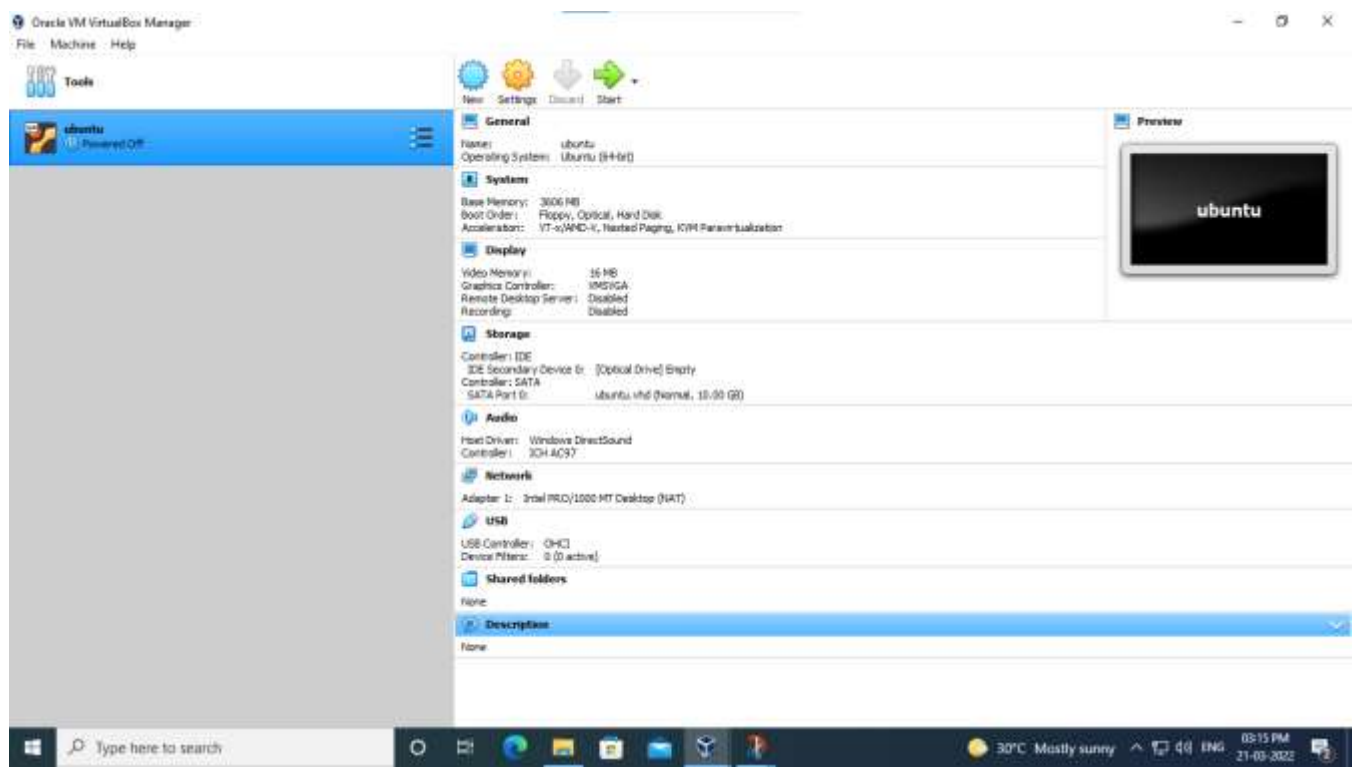 Oracle VM VirtualBox Manager
File Machine Help
Tools
New Settings Discard Start
ubuntu
Powered Off
General
Name: ubuntu
Operating System: Ubuntu (64-bit)
System
Base Memory: 3606 MB
Boot Order: Floppy, Optical, Hard Disk
Acceleration: VT-x/AMD-V, Nested Paging, KVM Paravirtualization
Display
Video Memory: 16 MB
Graphics Controller: VMSVGA
Remote Desktop Server: Disabled
Recording: Disabled
Storage
Controller: IDE
IDE Secondary Device 0: [Optical Drive] Empty
Controller: SATA
SATA Port 0: ubuntu.vhd (Normal, 10.00 GB)
Audio
Host Driver: Windows DirectSound
Controller: ICH AC97
Network
Adapter 1: Intel PRO/1000 MT Desktop (NAT)
USB
USB Controller: OHCI
Device Filters: 0 (0 active)
Shared folders
None
Description
None
Preview
ubuntu
Type here to search
30°C Mostly sunny
ENG
03:15 PM
21-03-2022